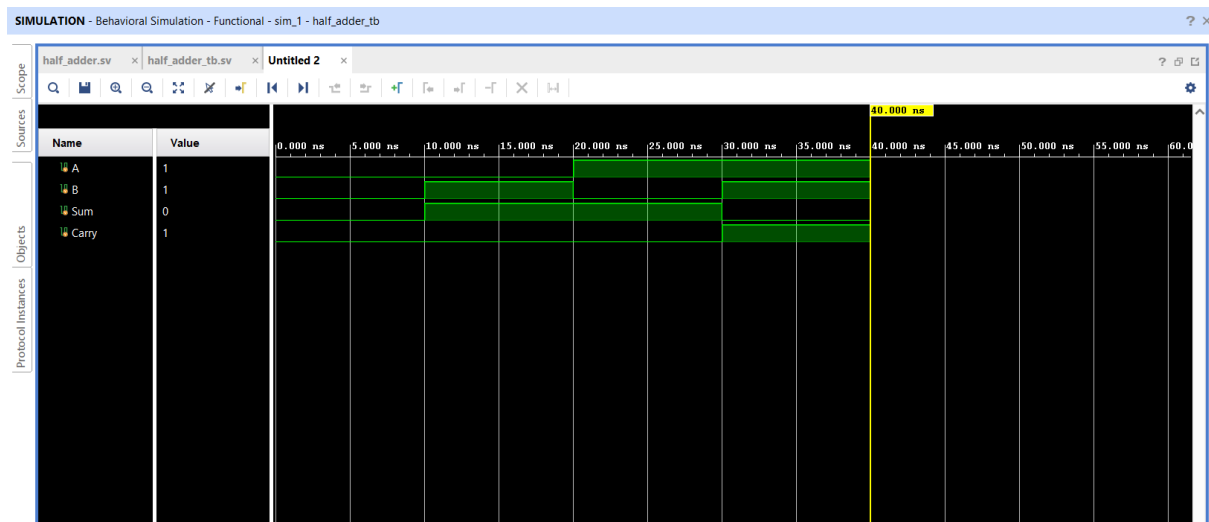 SIMULATION - Behavioral Simulation - Functional - sim_1 - half_adder_tb ? ×
half_adder.sv × half_adder_tb.sv × Untitled 2 × ?
Scope
Sources
Objects
Protocol Instances
40.000 ns
Name Value
0.000 ns 5.000 ns 10.000 ns 15.000 ns 20.000 ns 25.000 ns 30.000 ns 35.000 ns 40.000 ns 45.000 ns 50.000 ns 55.000 ns 60.0
A 1
B 1
Sum 0
Carry 1